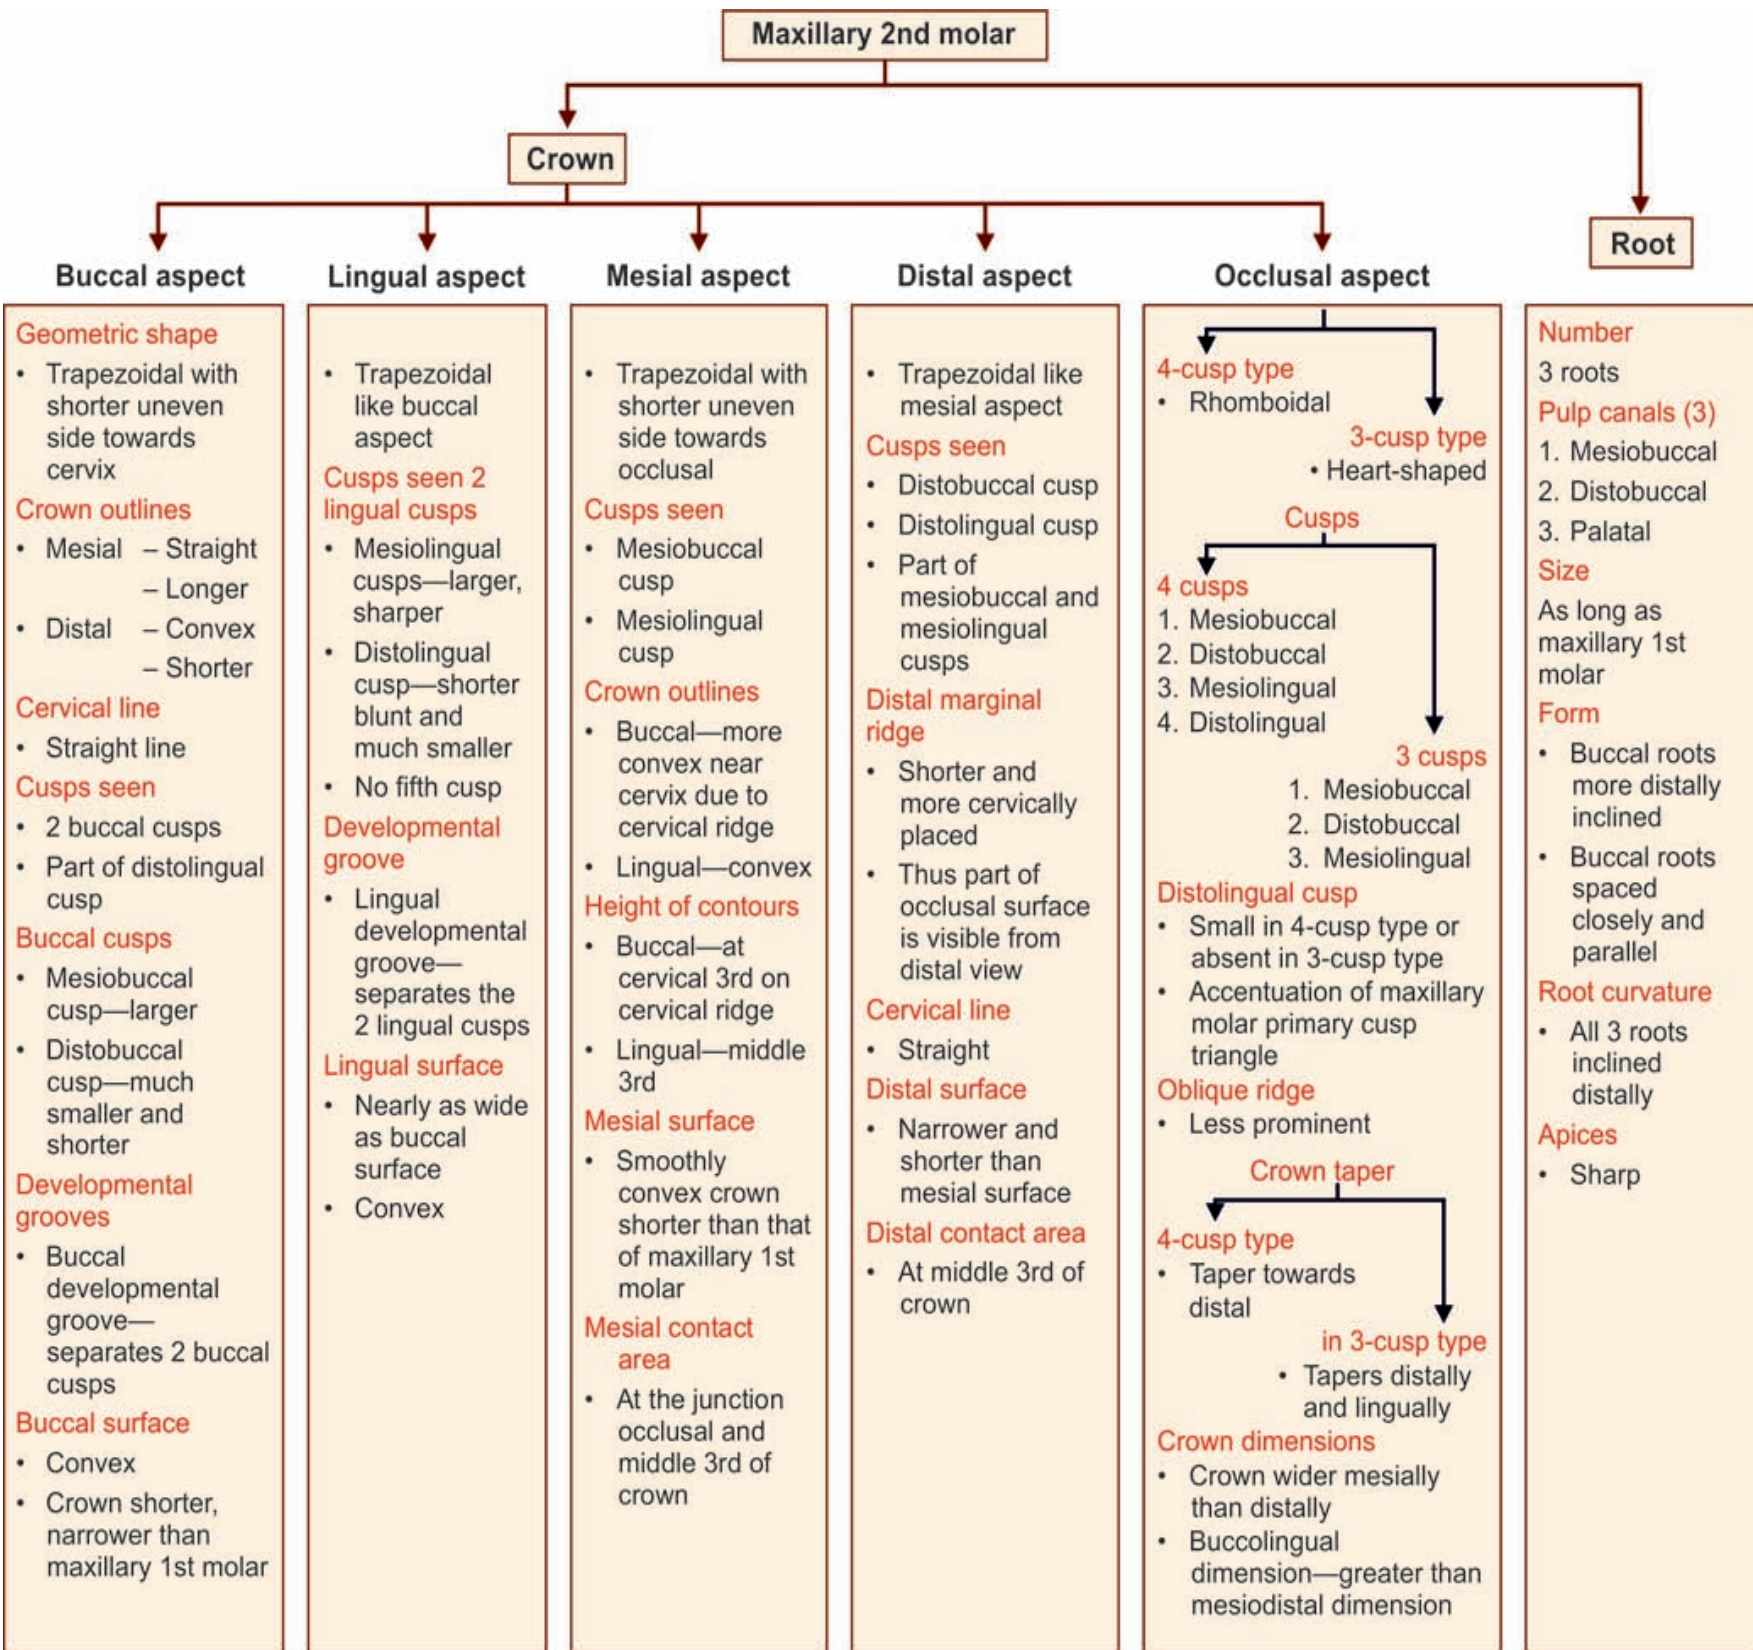 Maxillary 2nd molar
Crown
Root
Buccal aspect
Geometric shape
• Trapezoidal with
shorter uneven
side towards
cervix
Crown outlines
• Mesial – Straight
– Longer
• Distal – Convex
– Shorter
Cervical line
• Straight line
Cusps seen
• 2 buccal cusps
• Part of distolingual
cusp
Buccal cusps
• Mesiobuccal
cusp—larger
• Distobuccal
cusp—much
smaller and
shorter
Developmental
grooves
• Buccal
developmental
groove—
separates 2 buccal
cusps
Buccal surface
• Convex
• Crown shorter,
narrower than
maxillary 1st molar
Lingual aspect
• Trapezoidal
like buccal
aspect
Cusps seen 2
lingual cusps
• Mesiolingual
cusps—larger,
sharper
• Distolingual
cusp—shorter
blunt and
much smaller
• No fifth cusp
Developmental
groove
• Lingual
developmental
groove—
separates the
2 lingual cusps
Lingual surface
• Nearly as wide
as buccal
surface
• Convex
Mesial aspect
• Trapezoidal with
shorter uneven
side towards
occlusal
Cusps seen
• Mesiobuccal
cusp
• Mesiolingual
cusp
Crown outlines
• Buccal—more
convex near
cervix due to
cervical ridge
• Lingual—convex
Height of contours
• Buccal—at
cervical 3rd on
cervical ridge
• Lingual—middle
3rd
Mesial surface
• Smoothly
convex crown
shorter than that
of maxillary 1st
molar
Mesial contact
area
• At the junction
occlusal and
middle 3rd of
crown
Distal aspect
• Trapezoidal like
mesial aspect
Cusps seen
• Distobuccal cusp
• Distolingual cusp
• Part of
mesiobuccal and
mesiolingual
cusps
Distal marginal
ridge
• Shorter and
more cervically
placed
• Thus part of
occlusal surface
is visible from
distal view
Cervical line
• Straight
Distal surface
• Narrower and
shorter than
mesial surface
Distal contact area
• At middle 3rd of
crown
Occlusal aspect
4-cusp type
• Rhomboidal
3-cusp type
• Heart-shaped
Cusps
4 cusps
1. Mesiobuccal
2. Distobuccal
3. Mesiolingual
4. Distolingual
3 cusps
1. Mesiobuccal
2. Distobuccal
3. Mesiolingual
Distolingual cusp
• Small in 4-cusp type or
absent in 3-cusp type
• Accentuation of maxillary
molar primary cusp
triangle
Oblique ridge
• Less prominent
Crown taper
4-cusp type
• Taper towards
distal
in 3-cusp type
• Tapers distally
and lingually
Crown dimensions
• Crown wider mesially
than distally
• Buccolingual
dimension—greater than
mesiodistal dimension
Number
3 roots
Pulp canals (3)
1. Mesiobuccal
2. Distobuccal
3. Palatal
Size
As long as
maxillary 1st
molar
Form
• Buccal roots
more distally
inclined
• Buccal roots
spaced
closely and
parallel
Root curvature
• All 3 roots
inclined
distally
Apices
• Sharp